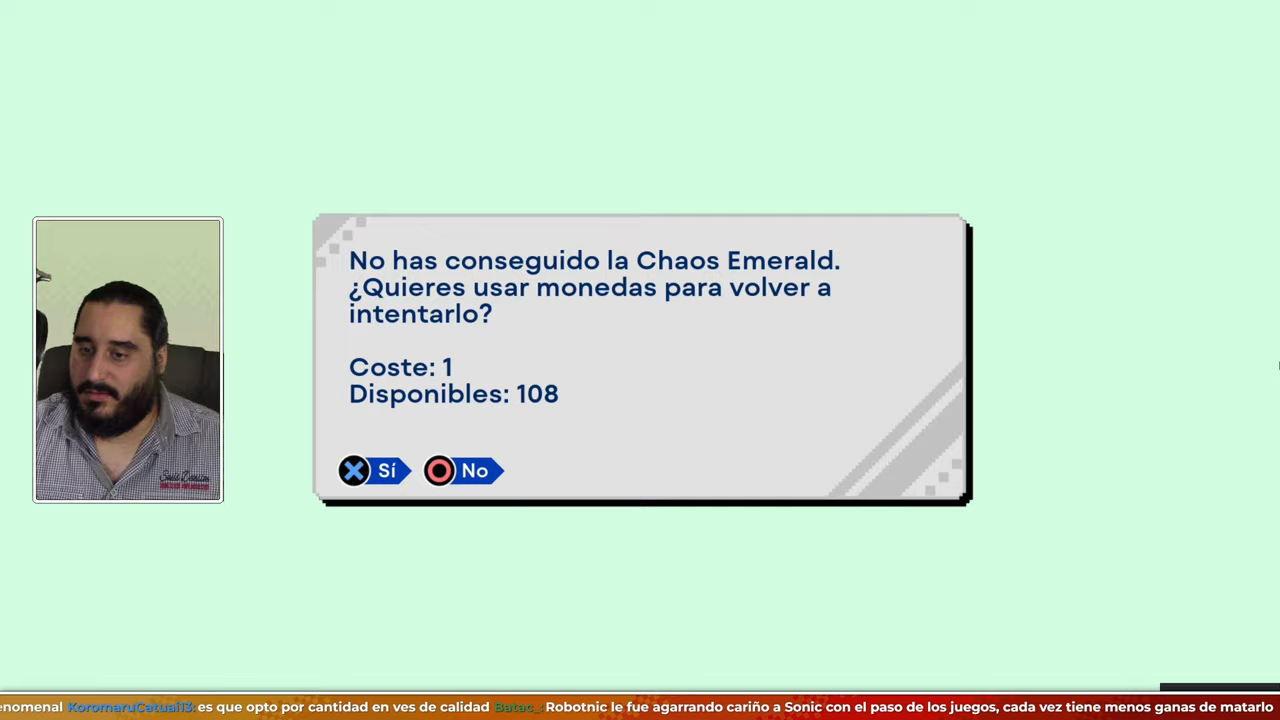 No has conseguido la Chaos Emerald.
¿Quieres usar monedas para volver a
intentarlo?
Coste: 1
Disponibles: 108
Sí No
enomenal KoromaruCatuai13: es que opto por cantidad en ves de calidad Batac_: Robotnic le fue agarrando cariño a Sonic con el paso de los juegos, cada vez tiene menos ganas de matarlo